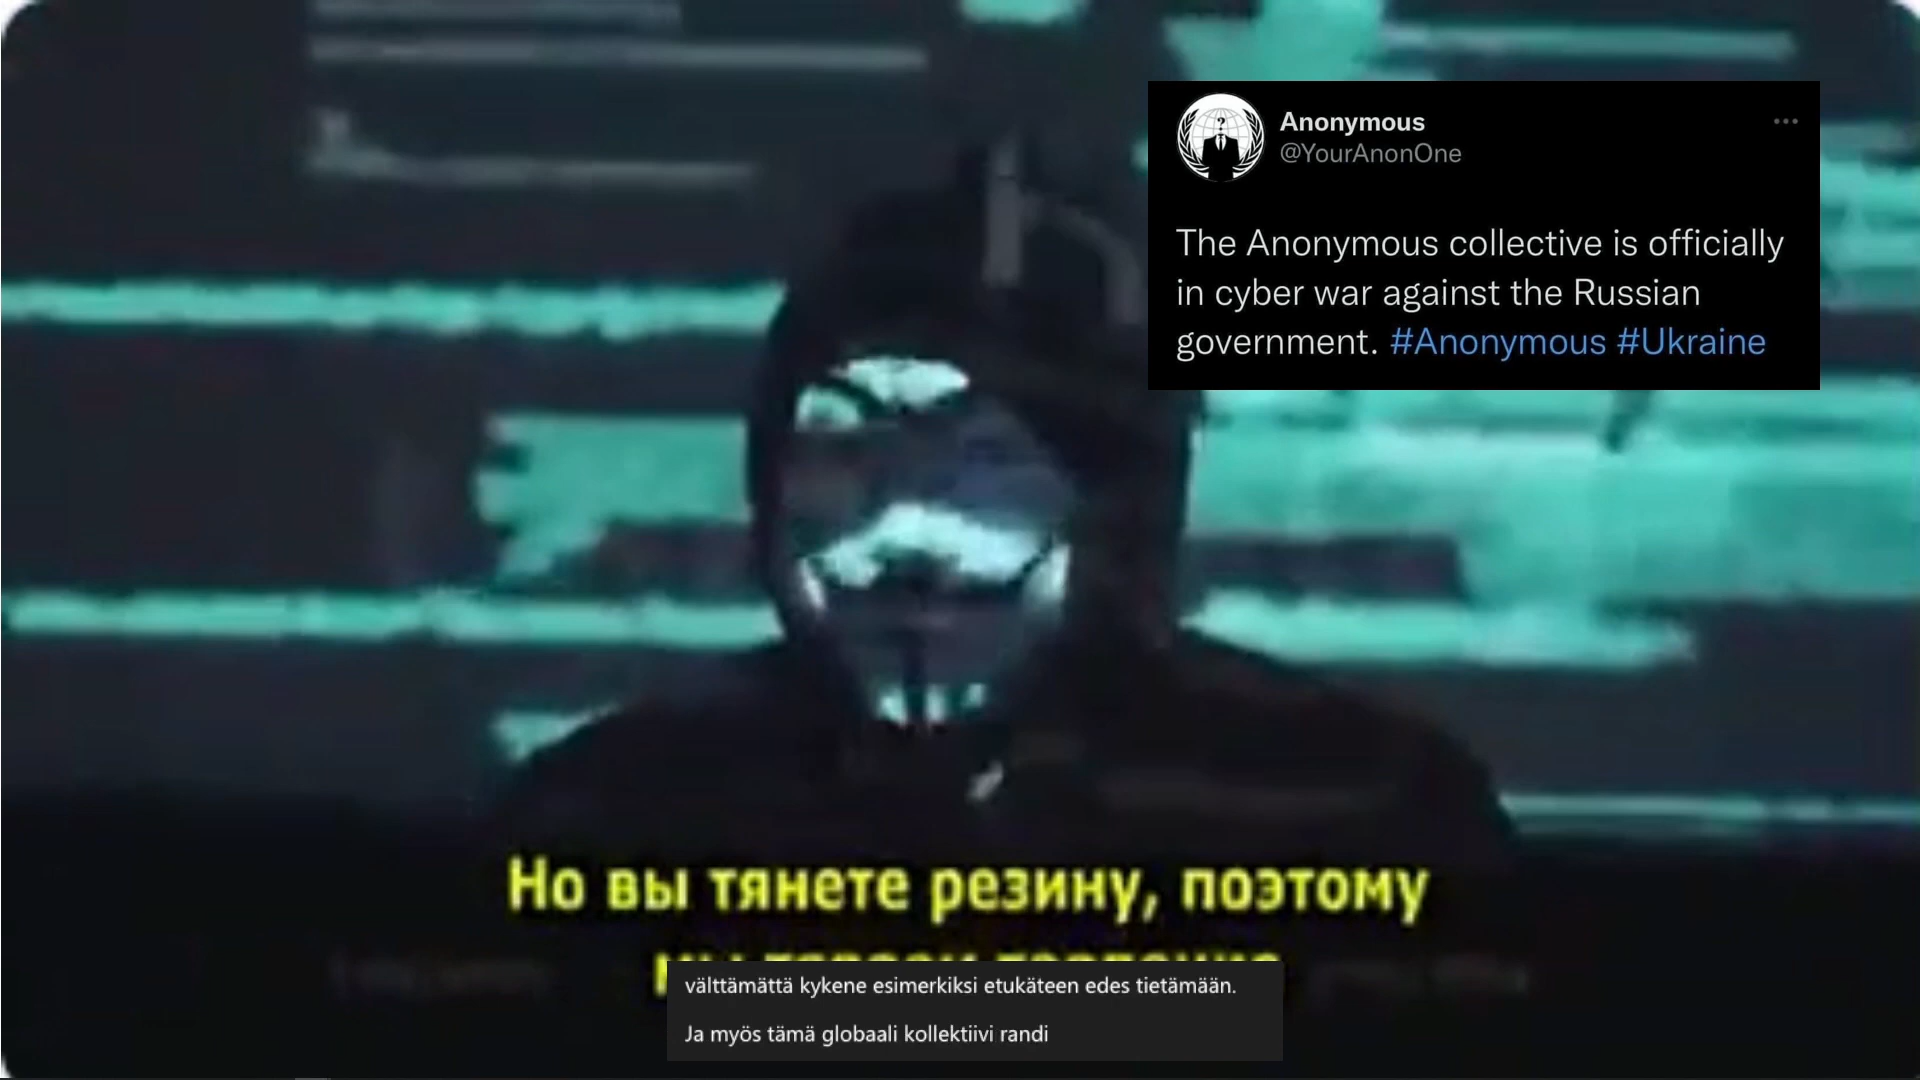 Anonymous
@YourAnonOne
The Anonymous collective is officially
in cyber war against the Russian
government. #Anonymous #Ukraine
Но вы тянете резину, поэтому
мы
välttämättä kykene esimerkiksi etukäteen edes tietämään.
Ja myös tämä globaali kollektiivi randi